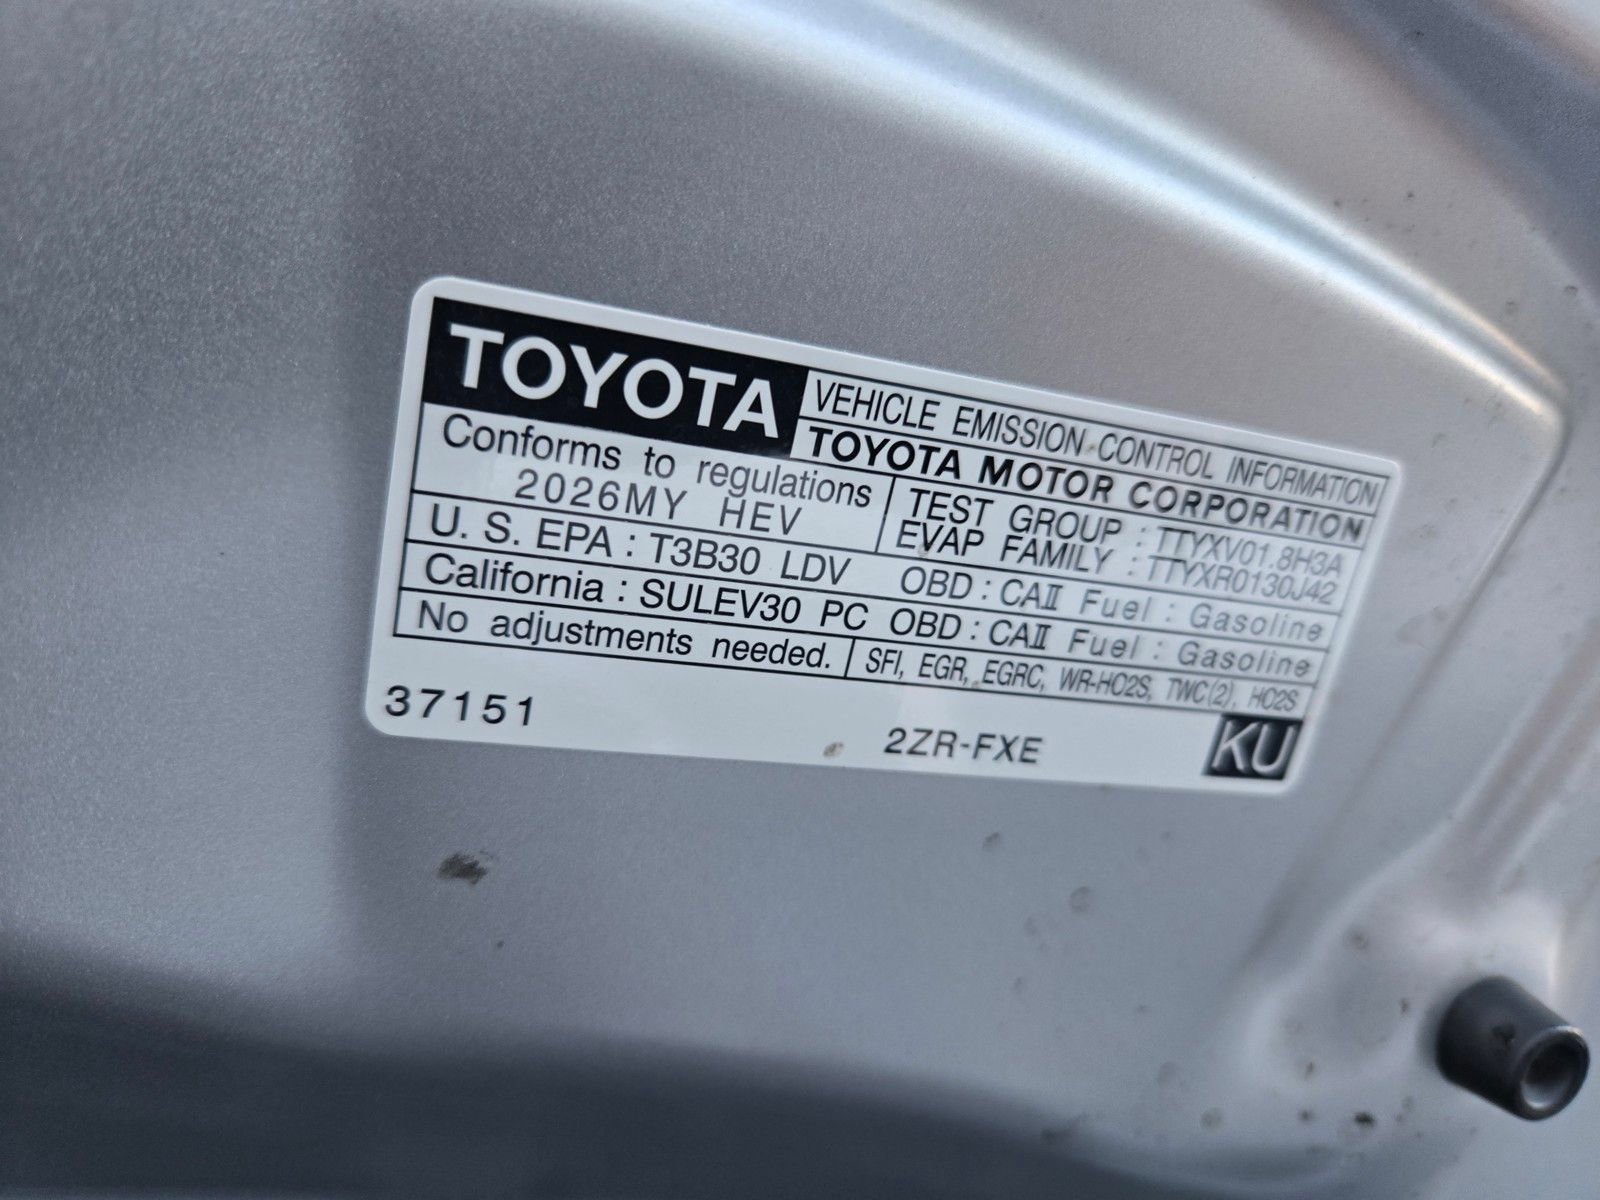 TOYOTA
VEHICLE EMISSION CONTROL INFORMATION
TOYOTA MOTOR CORPORATION
Conforms to regulations
2026MY HEV
TEST GROUP : TTYXV01.8H3A
EVAP FAMILY : TTYXR0130J42
U. S. EPA : T3B30 LDV OBD : CAII Fuel : Gasoline
California : SULEV30 PC OBD : CAII Fuel : Gasoline
No adjustments needed.
SFI, EGR, EGRC, WR-HO2S, TWC(2), HO2S
37151
2ZR-FXE
KU